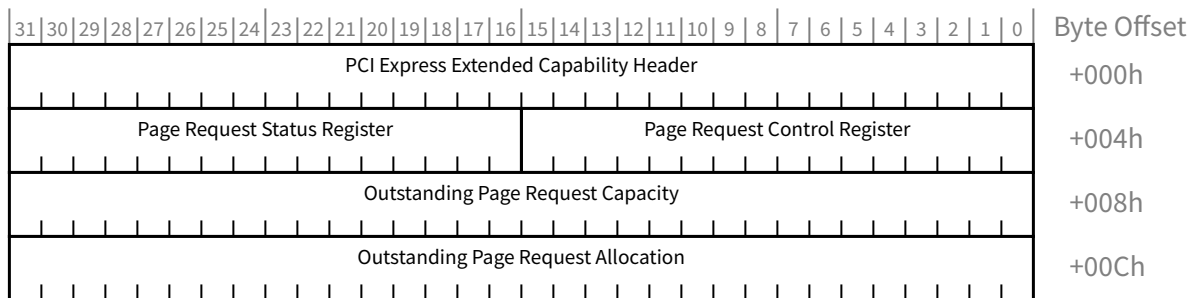 31 30 29 28 27 26 25 24 23 22 21 20 19 18 17 16 15 14 13 12 11 10 9 8 7 6 5 4 3 2 1 0 Byte Offset
PCI Express Extended Capability Header +000h
Page Request Status Register Page Request Control Register +004h
Outstanding Page Request Capacity +008h
Outstanding Page Request Allocation +00Ch